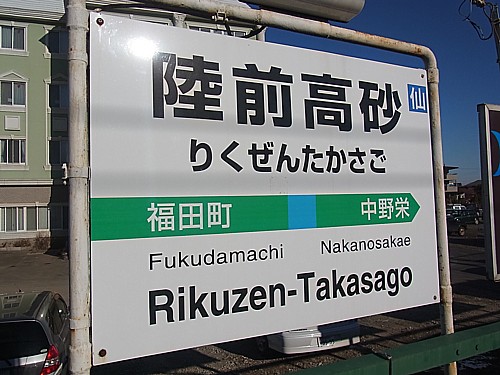 陸前高砂 仙
りくぜんたかさご
福田町 中野栄
Fukudamachi Nakanosakae
Rikuzen-Takasago